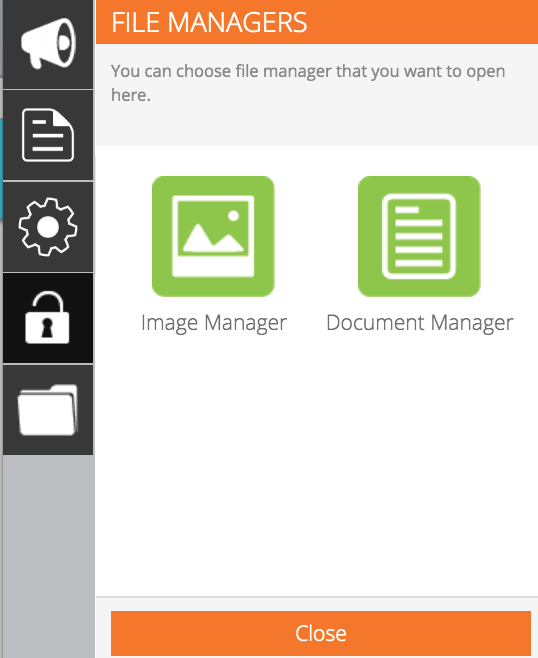 FILE MANAGERS
You can choose file manager that you want to open
here.
Image Manager
Document Manager
Close